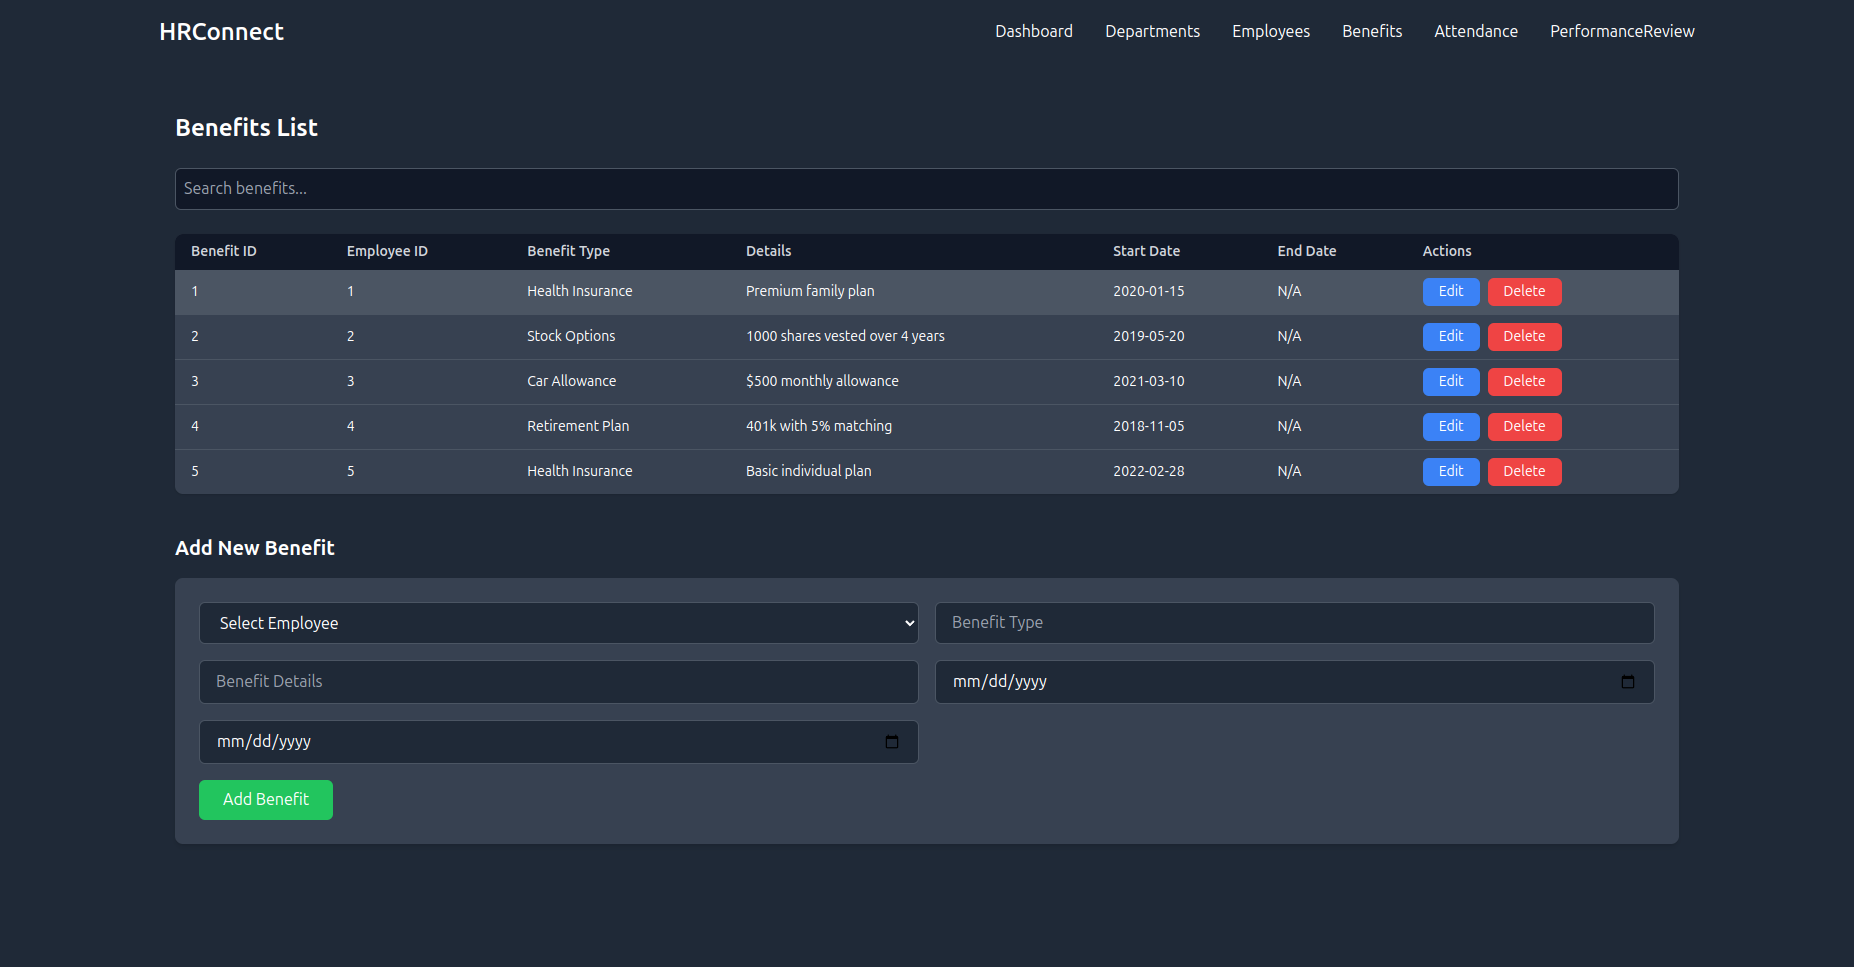 HRConnect Dashboard Departments Employees Benefits Attendance PerformanceReview
Benefits List
Search benefits...
Benefit ID Employee ID Benefit Type Details Start Date End Date Actions
1 1 Health Insurance Premium family plan 2020-01-15 N/A Edit Delete
2 2 Stock Options 1000 shares vested over 4 years 2019-05-20 N/A Edit Delete
3 3 Car Allowance $500 monthly allowance 2021-03-10 N/A Edit Delete
4 4 Retirement Plan 401k with 5% matching 2018-11-05 N/A Edit Delete
5 5 Health Insurance Basic individual plan 2022-02-28 N/A Edit Delete
Add New Benefit
Select Employee Benefit Type
Benefit Details mm/dd/yyyy
mm/dd/yyyy
Add Benefit